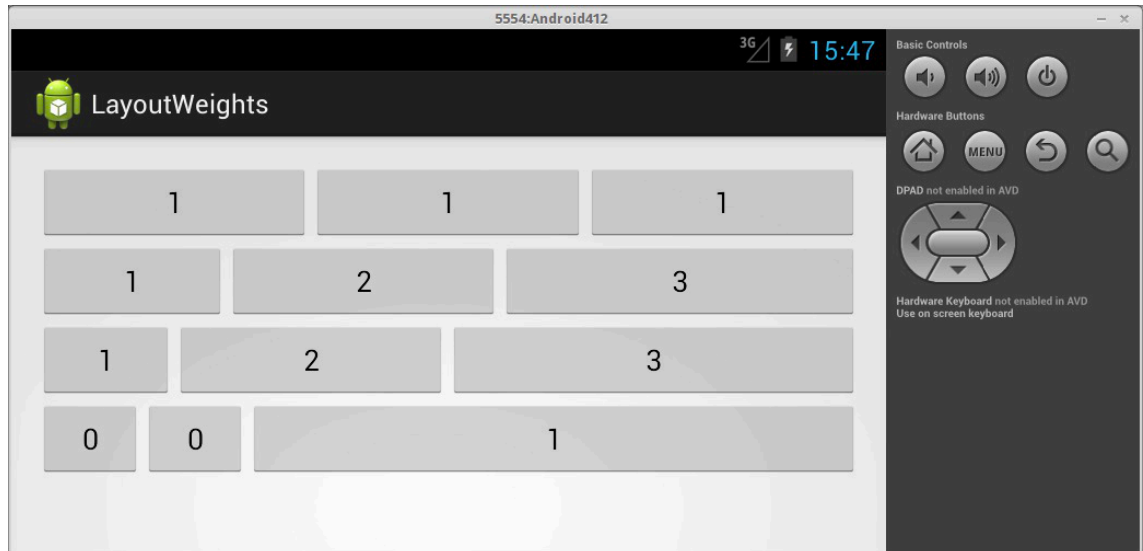 5554:Android412
3G 15:47
LayoutWeights
1 1 1
1 2 3
1 2 3
0 0 1
Basic Controls
Hardware Buttons
MENU
DPAD not enabled in AVD
Hardware Keyboard not enabled in AVD
Use on screen keyboard